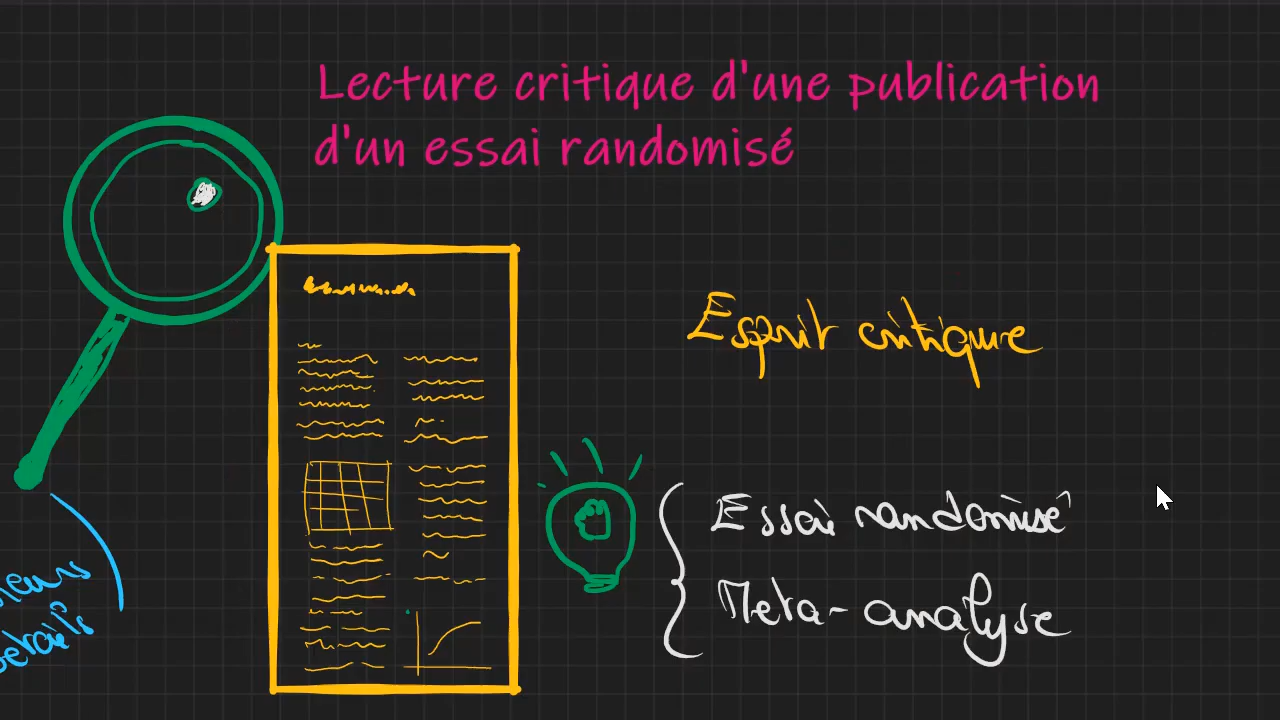 Lecture critique d'une publication
d'un essai randomisé
Esprit critique
Essai randomisé
Meta-analyse